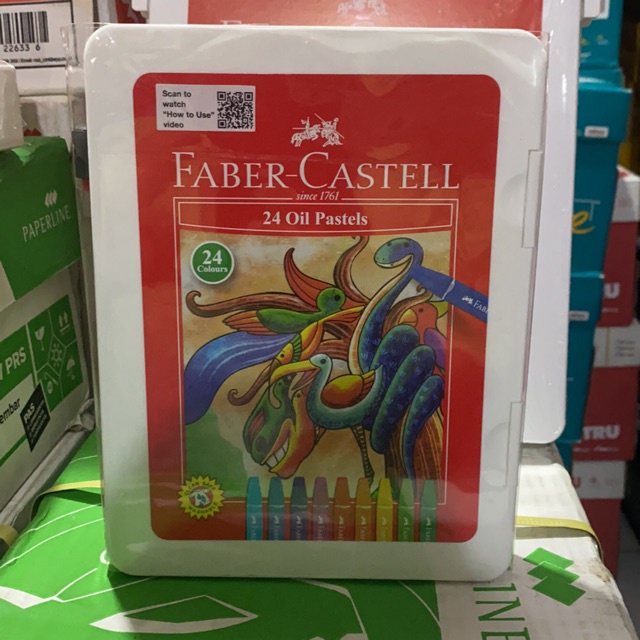 22633 6
Scan to
watch
"How to Use"
video
FABER-CASTELL
since 1761
24 Oil Pastels
24
Colours
PAPERLINE
PRS
TRU